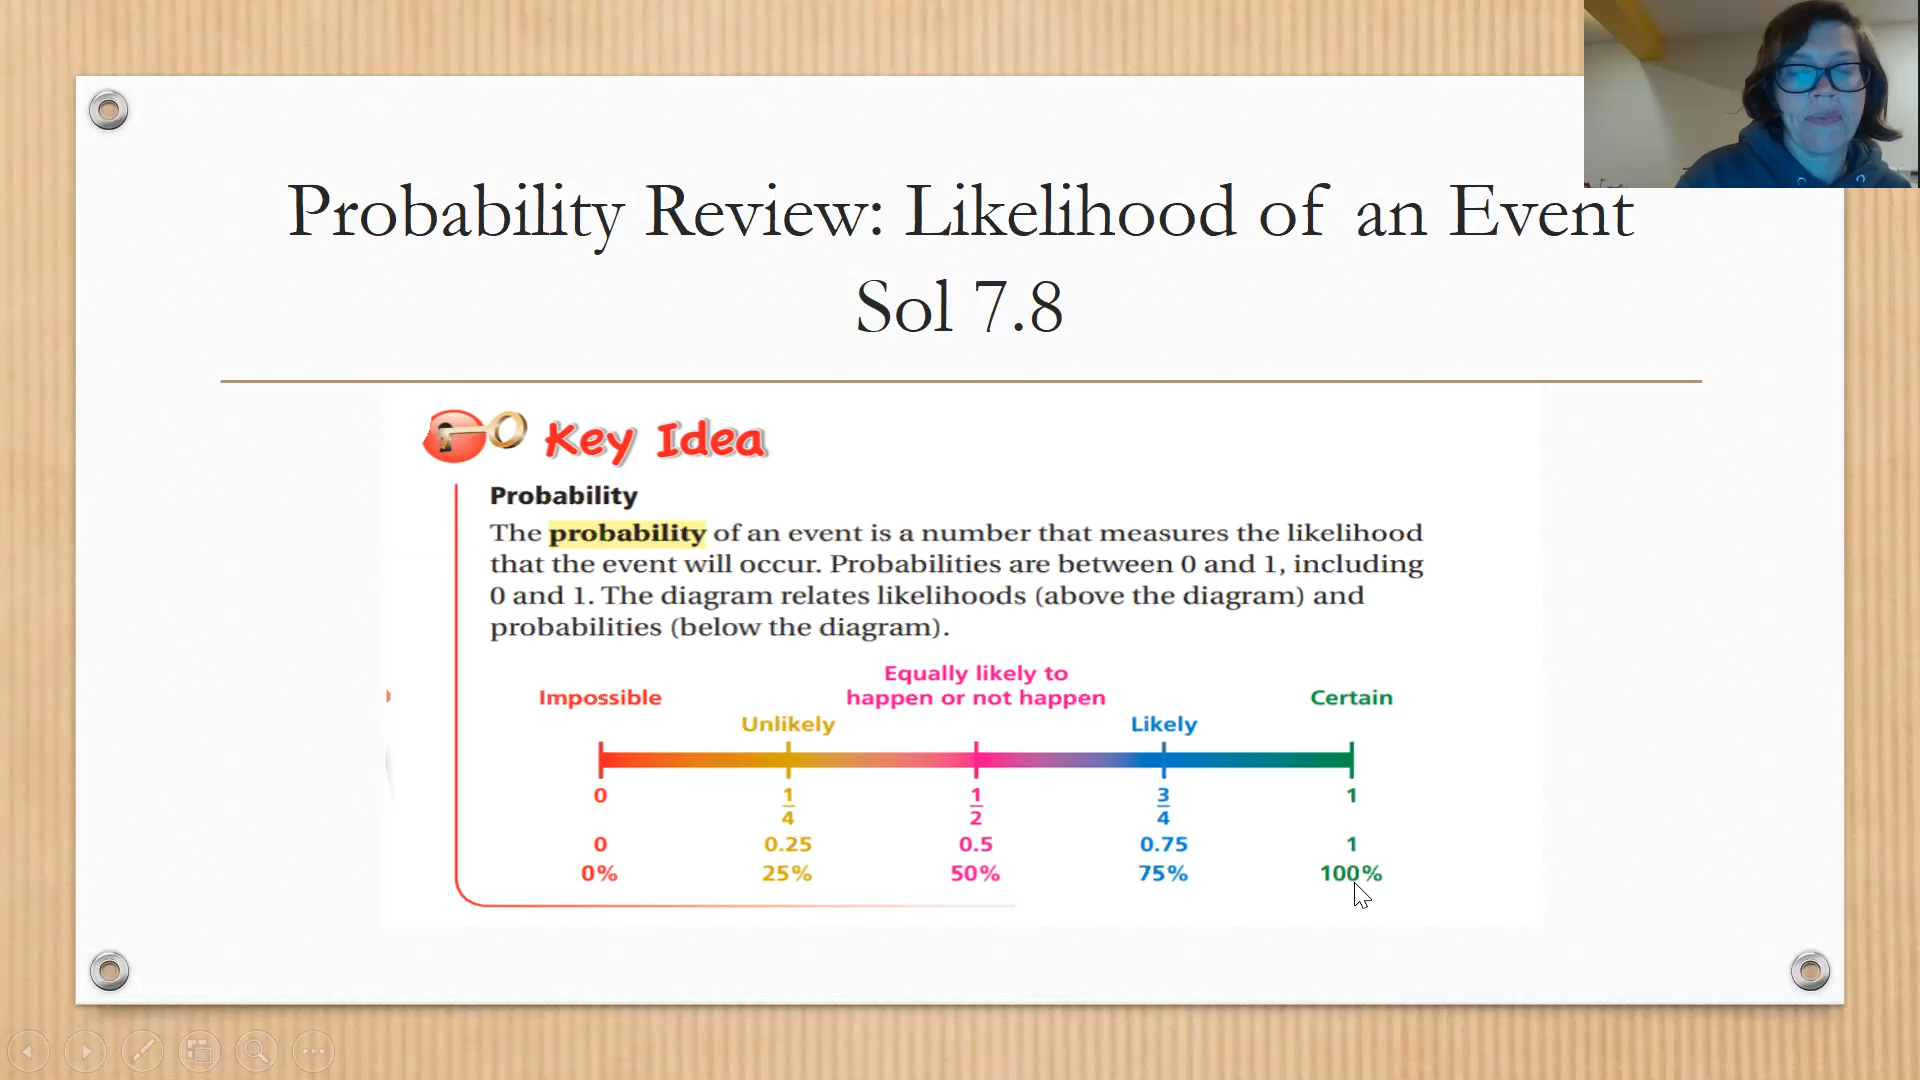 Probability Review: Likelihood of an Event
Sol 7.8
Key Idea
Probability
The probability of an event is a number that measures the likelihood
that the event will occur. Probabilities are between 0 and 1, including
0 and 1. The diagram relates likelihoods (above the diagram) and
probabilities (below the diagram).
Equally likely to
Impossible happen or not happen Certain
Unlikely Likely
0 1/4 1/2 3/4 1
0 0.25 0.5 0.75 1
0% 25% 50% 75% 100%